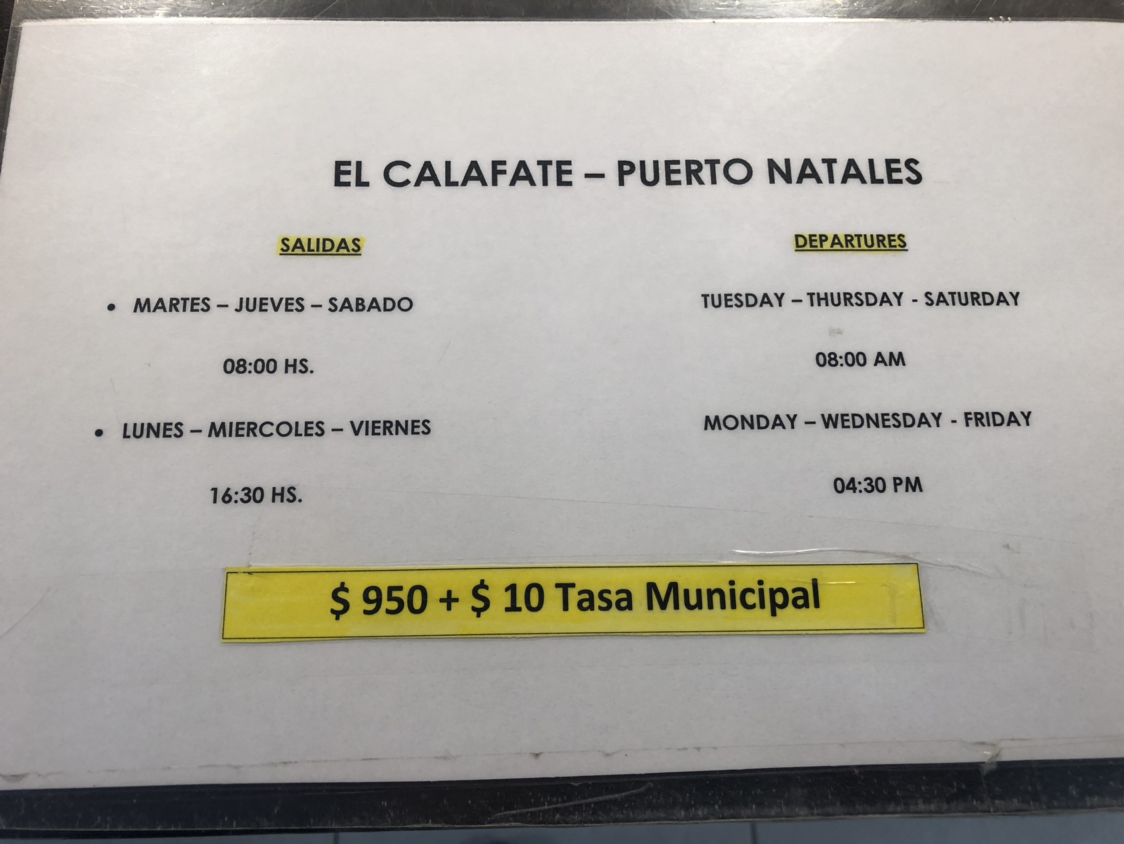 EL CALAFATE – PUERTO NATALES
SALIDAS
• MARTES – JUEVES – SABADO
08:00 HS.
• LUNES – MIERCOLES – VIERNES
16:30 HS.
DEPARTURES
TUESDAY – THURSDAY - SATURDAY
08:00 AM
MONDAY – WEDNESDAY - FRIDAY
04:30 PM
$ 950 + $ 10 Tasa Municipal